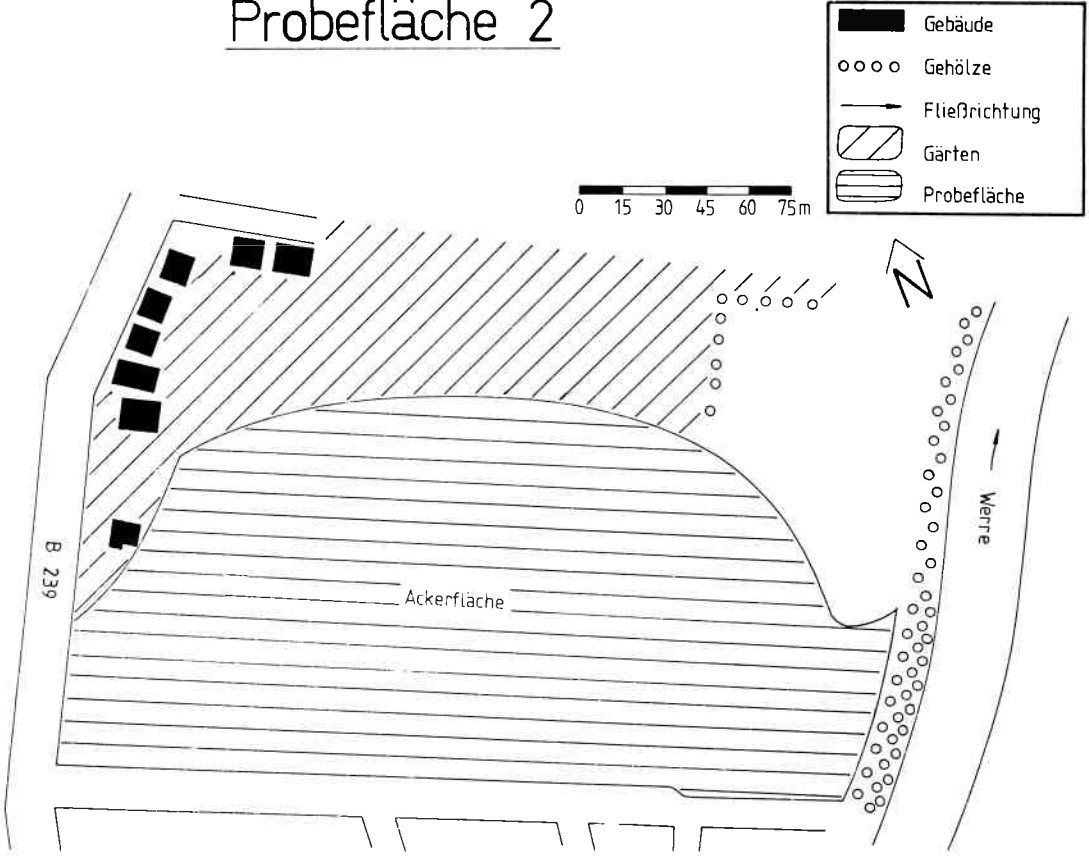 Probefläche 2
Gebäude
Gehölze
Fließrichtung
Gärten
Probefläche
0 15 30 45 60 75m
N
Werre
B 239
Ackerfläche